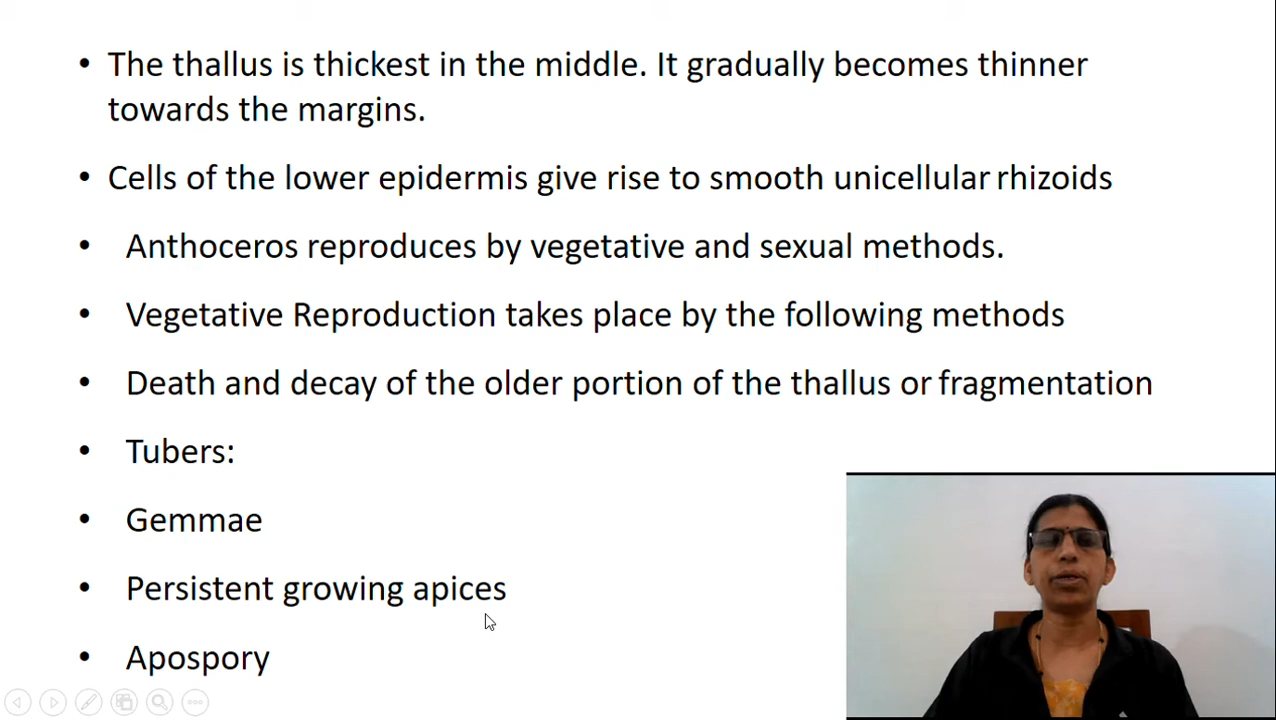 • The thallus is thickest in the middle. It gradually becomes thinner
towards the margins.
• Cells of the lower epidermis give rise to smooth unicellular rhizoids
• Anthoceros reproduces by vegetative and sexual methods.
• Vegetative Reproduction takes place by the following methods
• Death and decay of the older portion of the thallus or fragmentation
• Tubers:
• Gemmae
• Persistent growing apices
• Apospory